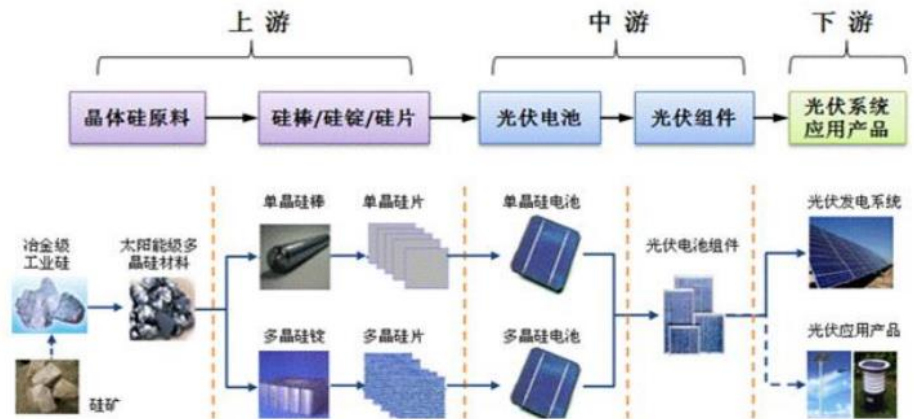 上游
中游
下游
晶体硅原料
硅棒/硅锭/硅片
光伏电池
光伏组件
光伏系统
应用产品
单晶硅棒
单晶硅片
单晶硅电池
光伏发电系统
冶金级
工业硅
太阳能级多
晶硅材料
光伏电池组件
多晶硅锭
多晶硅片
多晶硅电池
光伏应用产品
硅矿